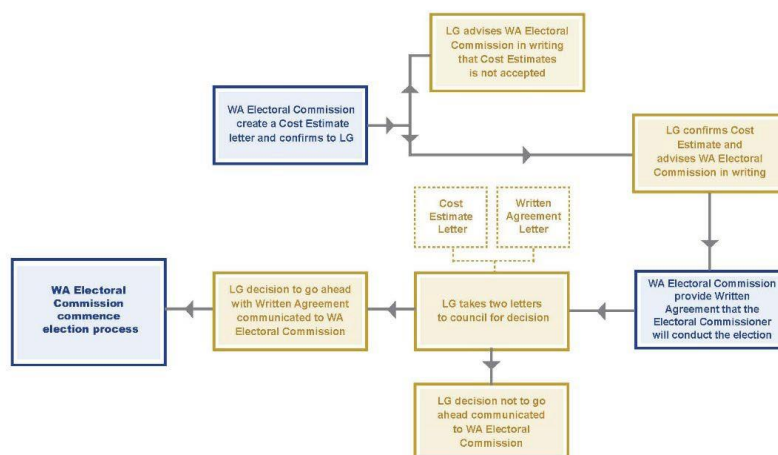 LG advises WA Electoral
Commission in writing
that Cost Estimates
is not accepted
WA Electoral Commission
create a Cost Estimate
letter and confirms to LG
LG confirms Cost
Estimate and
advises WA Electoral
Commission in writing
Cost
Estimate
Letter
Written
Agreement
Letter
WA Electoral Commission
provide Written
Agreement that the
Electoral Commissioner
will conduct the election
LG takes two letters
to council for decision
LG decision to go ahead
with Written Agreement
communicated to WA
Electoral Commission
WA Electoral
Commission
commence
election process
LG decision not to go
ahead communicated
to WA Electoral
Commission